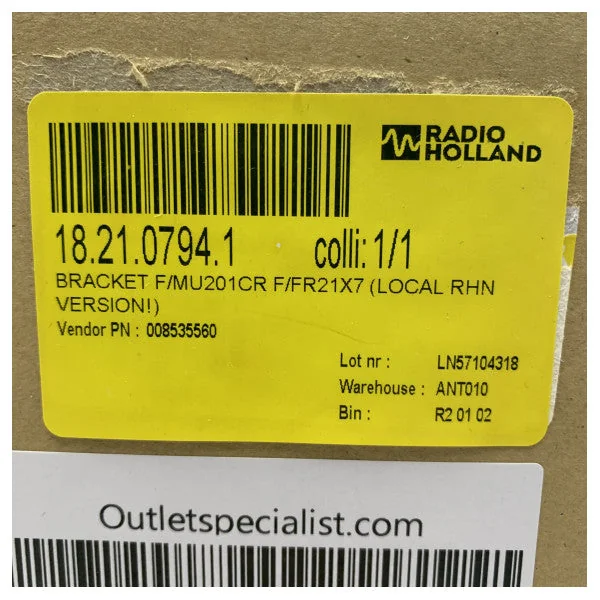 RADIO
HOLLAND
18.21.0794.1 colli: 1/1
BRACKET F/MU201CR F/FR21X7 (LOCAL RHN
VERSION!)
Vendor PN : 008535560
Lot nr : LN57104318
Warehouse : ANT010
Bin : R2 01 02
Outletspecialist.com